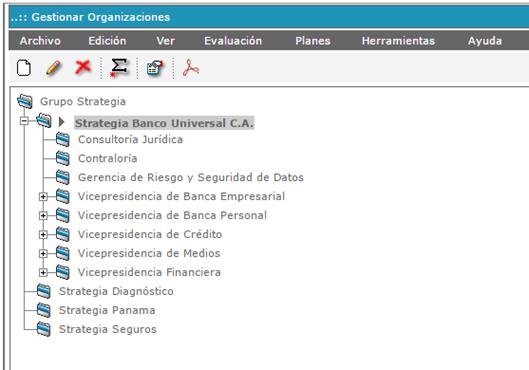 ..:: Gestionar Organizaciones
Archivo Edición Ver Evaluación Planes Herramientas Ayuda
Grupo Strategia
Strategia Banco Universal C.A.
Consultoría Jurídica
Contraloría
Gerencia de Riesgo y Seguridad de Datos
Vicepresidencia de Banca Empresarial
Vicepresidencia de Banca Personal
Vicepresidencia de Crédito
Vicepresidencia de Medios
Vicepresidencia Financiera
Strategia Diagnóstico
Strategia Panama
Strategia Seguros